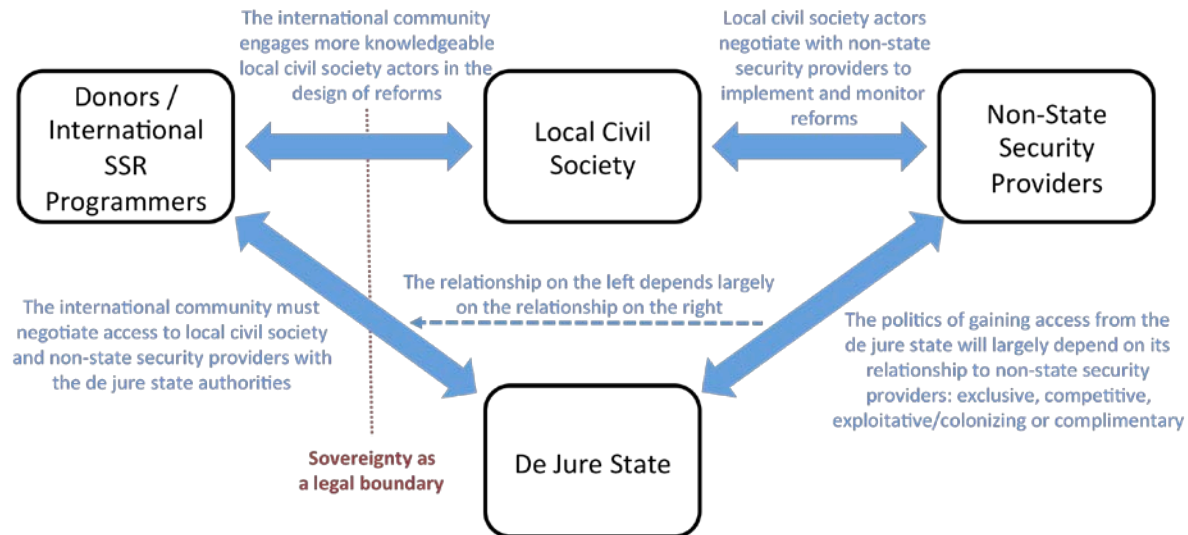 The international community
engages more knowledgeable
local civil society actors in the
design of reforms
Local civil society actors
negotiate with non-state
security providers to
implement and monitor
reforms
Donors /
International
SSR
Programmers
Local Civil
Society
Non-State
Security
Providers
The relationship on the left depends largely
on the relationship on the right
The international community must
negotiate access to local civil society
and non-state security providers with
the de jure state authorities
The politics of gaining access from the
de jure state will largely depend on its
relationship to non-state security
providers: exclusive, competitive,
exploitative/colonizing or complimentary
Sovereignty as
a legal boundary
De Jure State